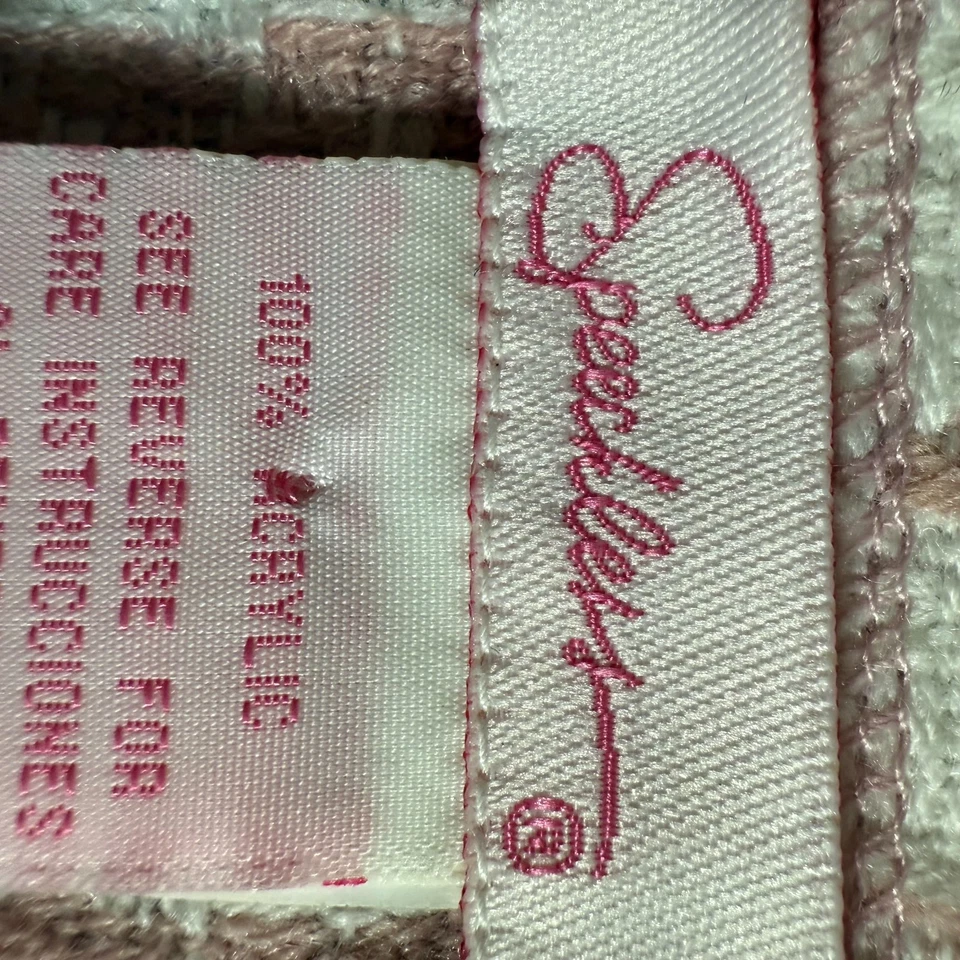 Speckles ®
100% ACRYLIC
SEE REVERSE FOR
CARE INSTRUCCIONES